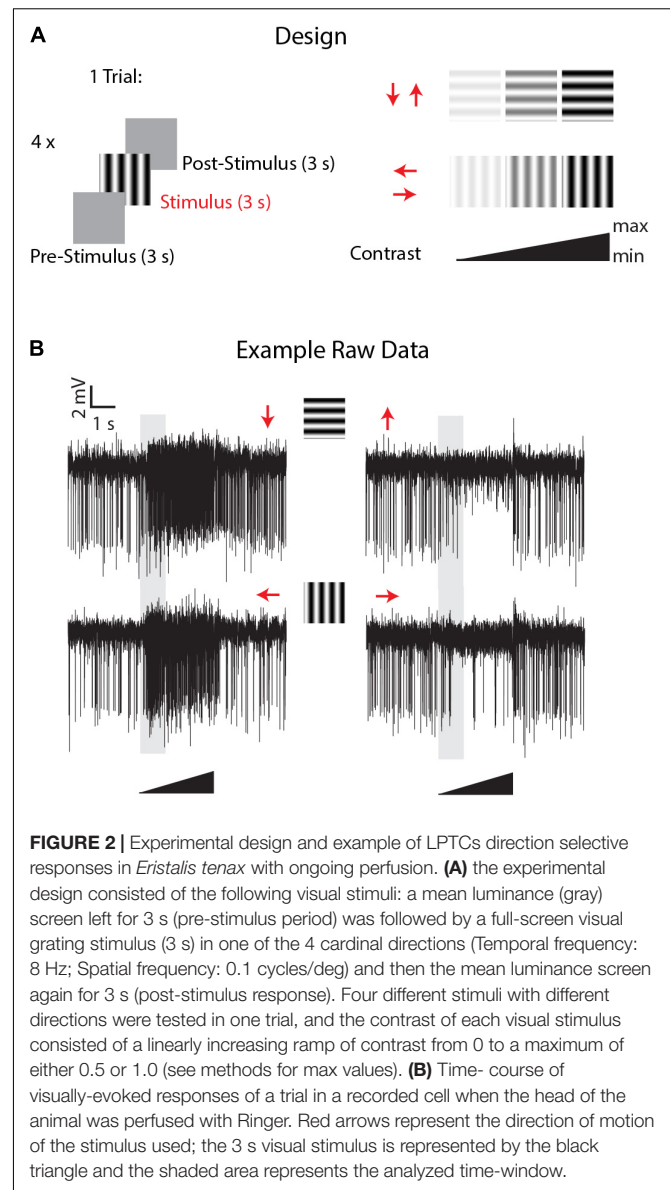 A
Design
1 Trial:
4 x
Post-Stimulus (3 s)
Stimulus (3 s)
Pre-Stimulus (3 s)
Contrast
max
min
B
Example Raw Data
2 mV
1 s
FIGURE 2 | Experimental design and example of LPTCs direction selective
responses in Eristalis tenax with ongoing perfusion. (A) the experimental
design consisted of the following visual stimuli: a mean luminance (gray)
screen left for 3 s (pre-stimulus period) was followed by a full-screen visual
grating stimulus (3 s) in one of the 4 cardinal directions (Temporal frequency:
8 Hz; Spatial frequency: 0.1 cycles/deg) and then the mean luminance screen
again for 3 s (post-stimulus response). Four different stimuli with different
directions were tested in one trial, and the contrast of each visual stimulus
consisted of a linearly increasing ramp of contrast from 0 to a maximum of
either 0.5 or 1.0 (see methods for max values). (B) Time- course of
visually-evoked responses of a trial in a recorded cell when the head of the
animal was perfused with Ringer. Red arrows represent the direction of motion
of the stimulus used; the 3 s visual stimulus is represented by the black
triangle and the shaded area represents the analyzed time-window.